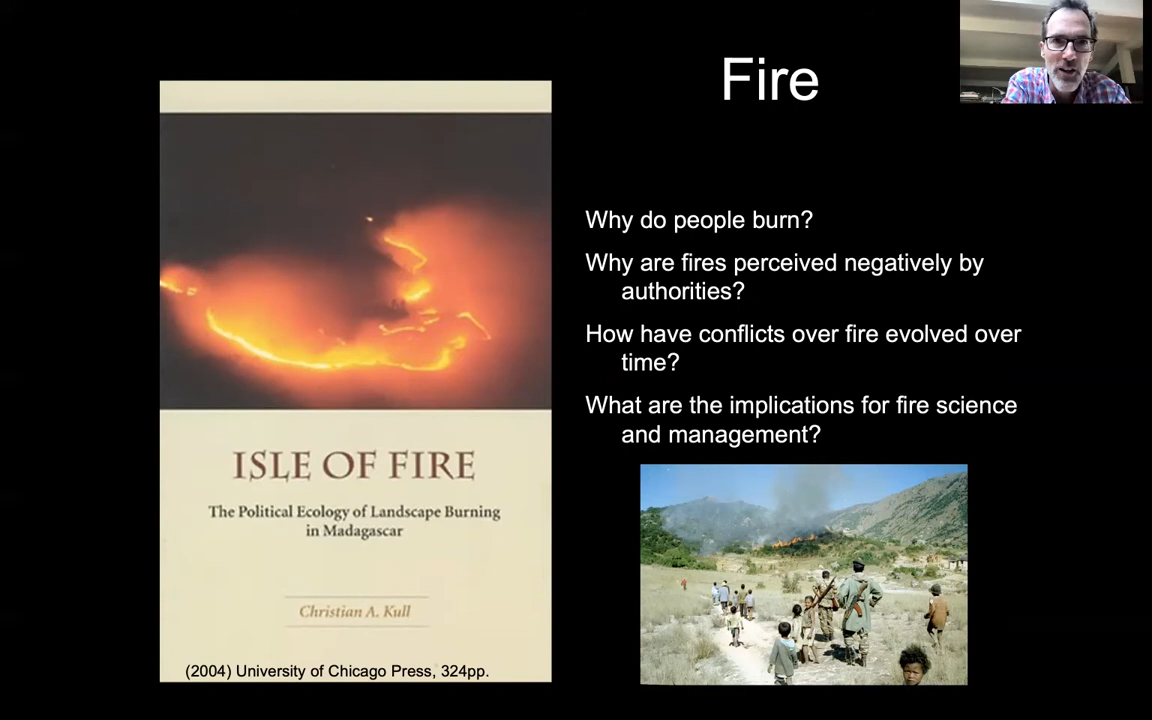 Fire
ISLE OF FIRE
The Political Ecology of Landscape Burning
in Madagascar
Christian A. Kull
(2004) University of Chicago Press, 324pp.
Why do people burn?
Why are fires perceived negatively by
authorities?
How have conflicts over fire evolved over
time?
What are the implications for fire science
and management?